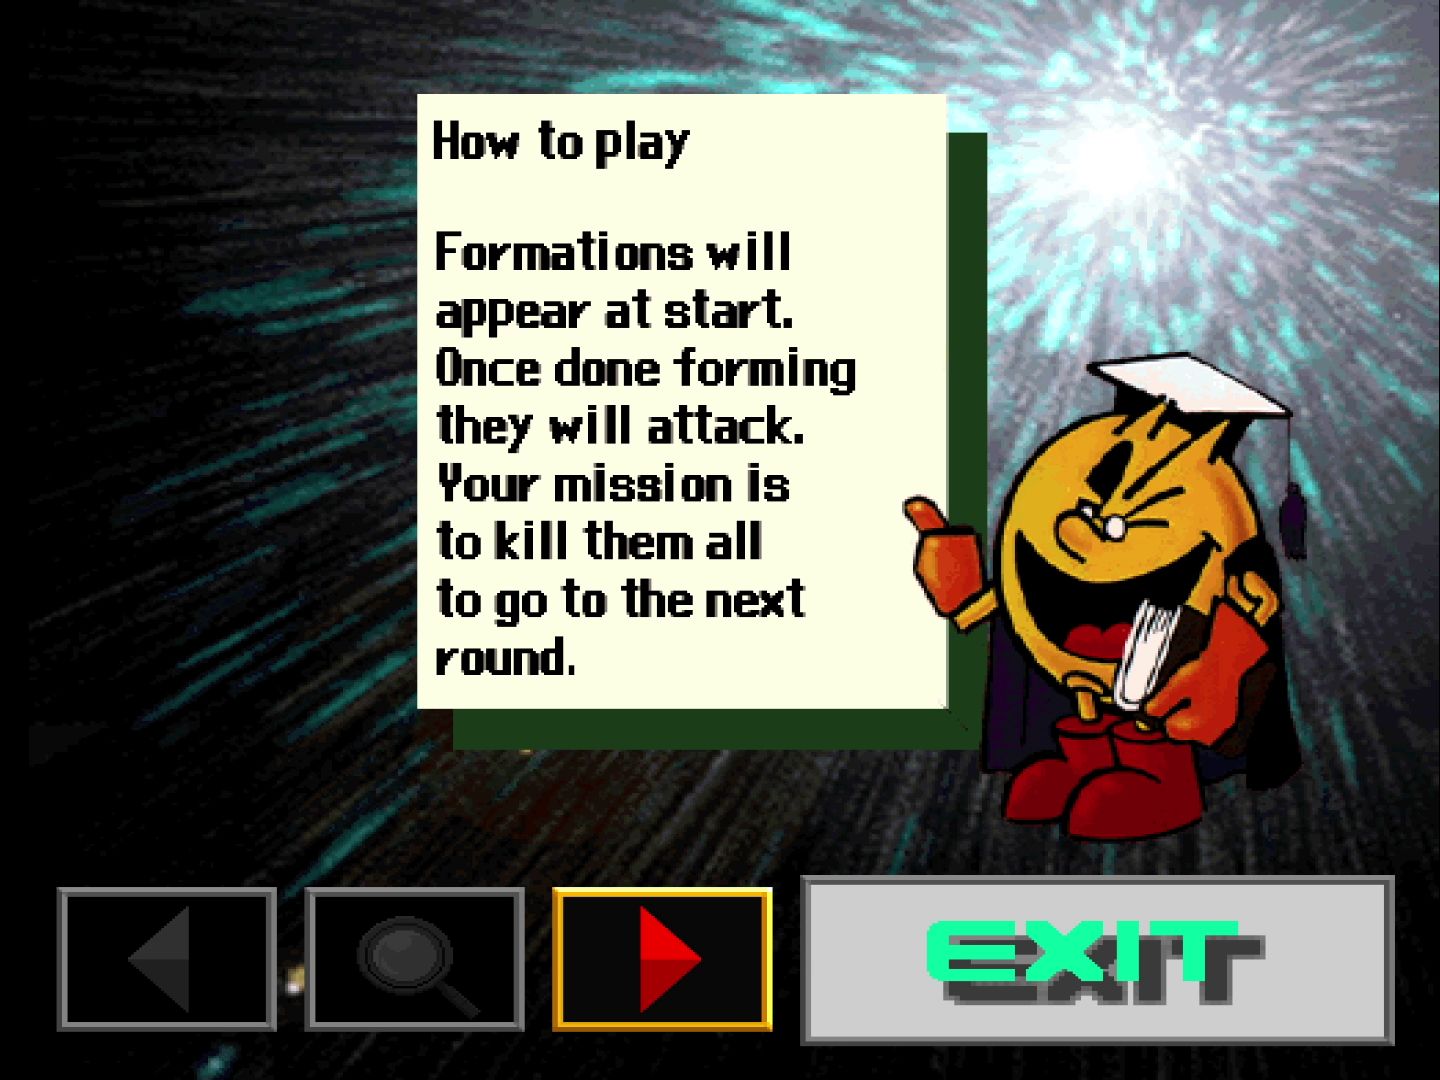 How to play
Formations will
appear at start.
Once done forming
they will attack.
Your mission is
to kill them all
to go to the next
round.
EXIT